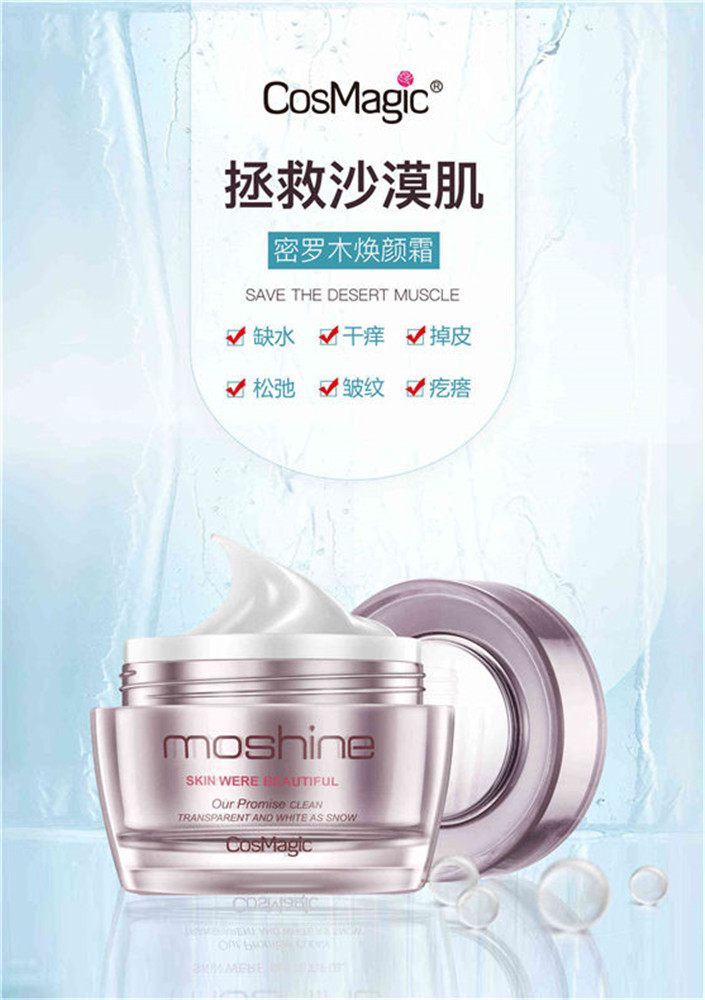 CosMagic®
拯救沙漠肌
密罗木焕颜霜
SAVE THE DESERT MUSCLE
缺水 干痒 掉皮
松弛 皱纹 疙瘩
moshine
SKIN WERE BEAUTIFUL
Our Promise CLEAN
TRANSPARENT AND WHITE AS SNOW
CosMagic